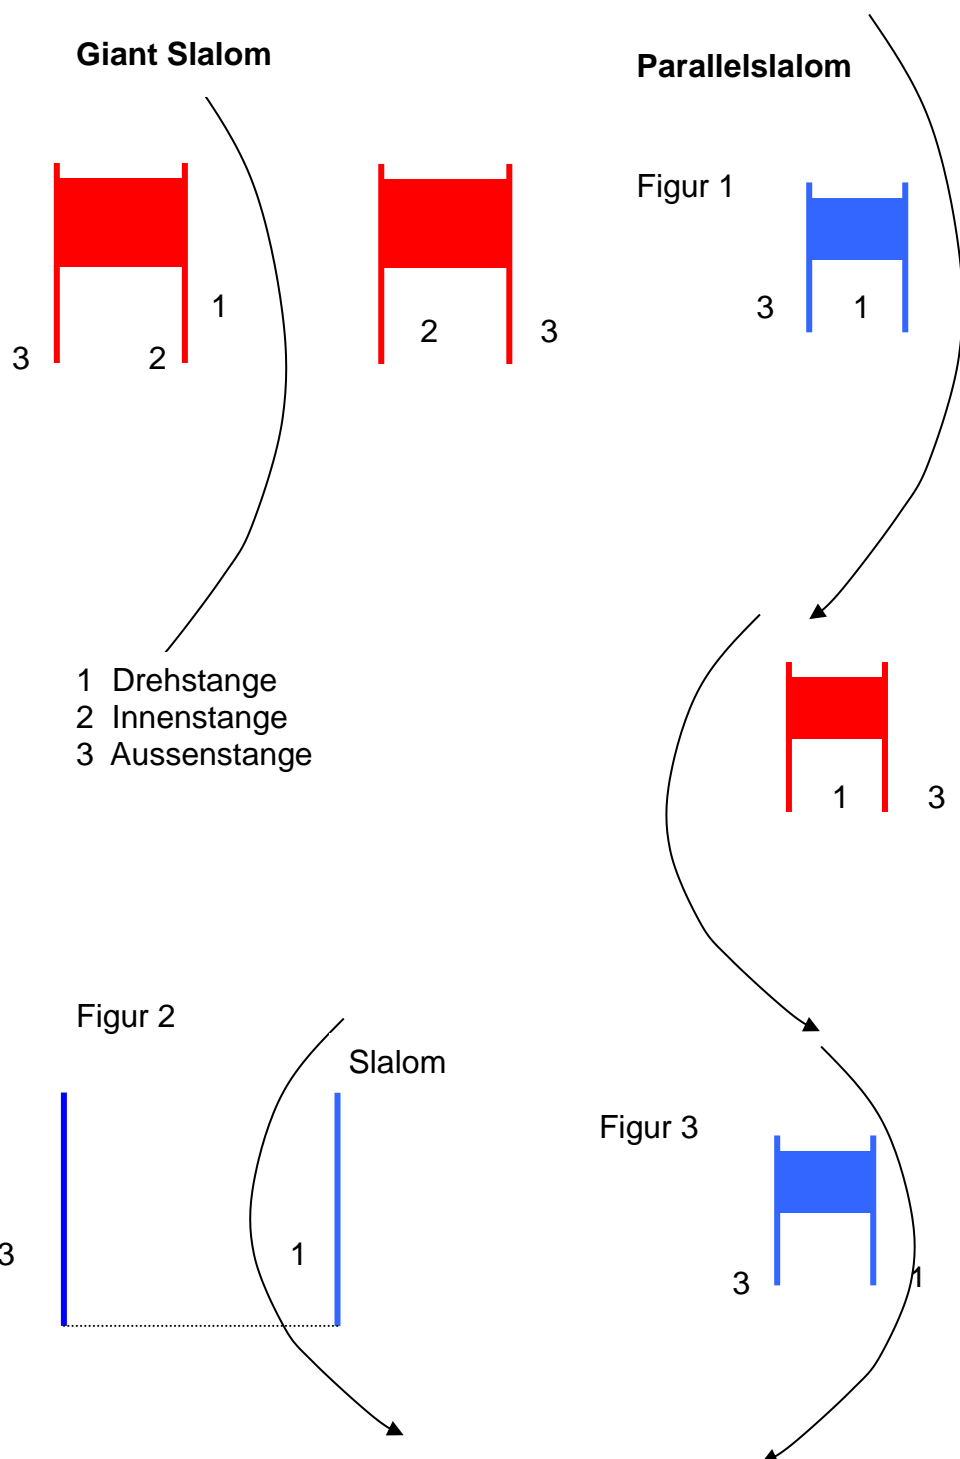 Giant Slalom
Parallelslalom
Figur 1
3 1
1
2 3
3 2
1 Drehstange
2 Innenstange
3 Aussenstange
1 3
Figur 2
Slalom
Figur 3
3 1
3 1